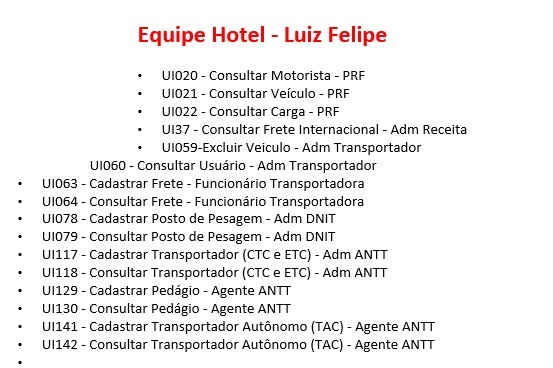 Equipe Hotel - Luiz Felipe
• UI020 - Consultar Motorista - PRF
• UI021 - Consultar Veículo - PRF
• UI022 - Consultar Carga - PRF
• UI37 - Consultar Frete Internacional - Adm Receita
• UI059-Excluir Veiculo - Adm Transportador
UI060 - Consultar Usuário - Adm Transportador
• UI063 - Cadastrar Frete - Funcionário Transportadora
• UI064 - Consultar Frete - Funcionário Transportadora
• UI078 - Cadastrar Posto de Pesagem - Adm DNIT
• UI079 - Consultar Posto de Pesagem - Adm DNIT
• UI117 - Cadastrar Transportador (CTC e ETC) - Adm ANTT
• UI118 - Consultar Transportador (CTC e ETC) - Adm ANTT
• UI129 - Cadastrar Pedágio - Agente ANTT
• UI130 - Consultar Pedágio - Agente ANTT
• UI141 - Cadastrar Transportador Autônomo (TAC) - Agente ANTT
• UI142 - Consultar Transportador Autônomo (TAC) - Agente ANTT
•